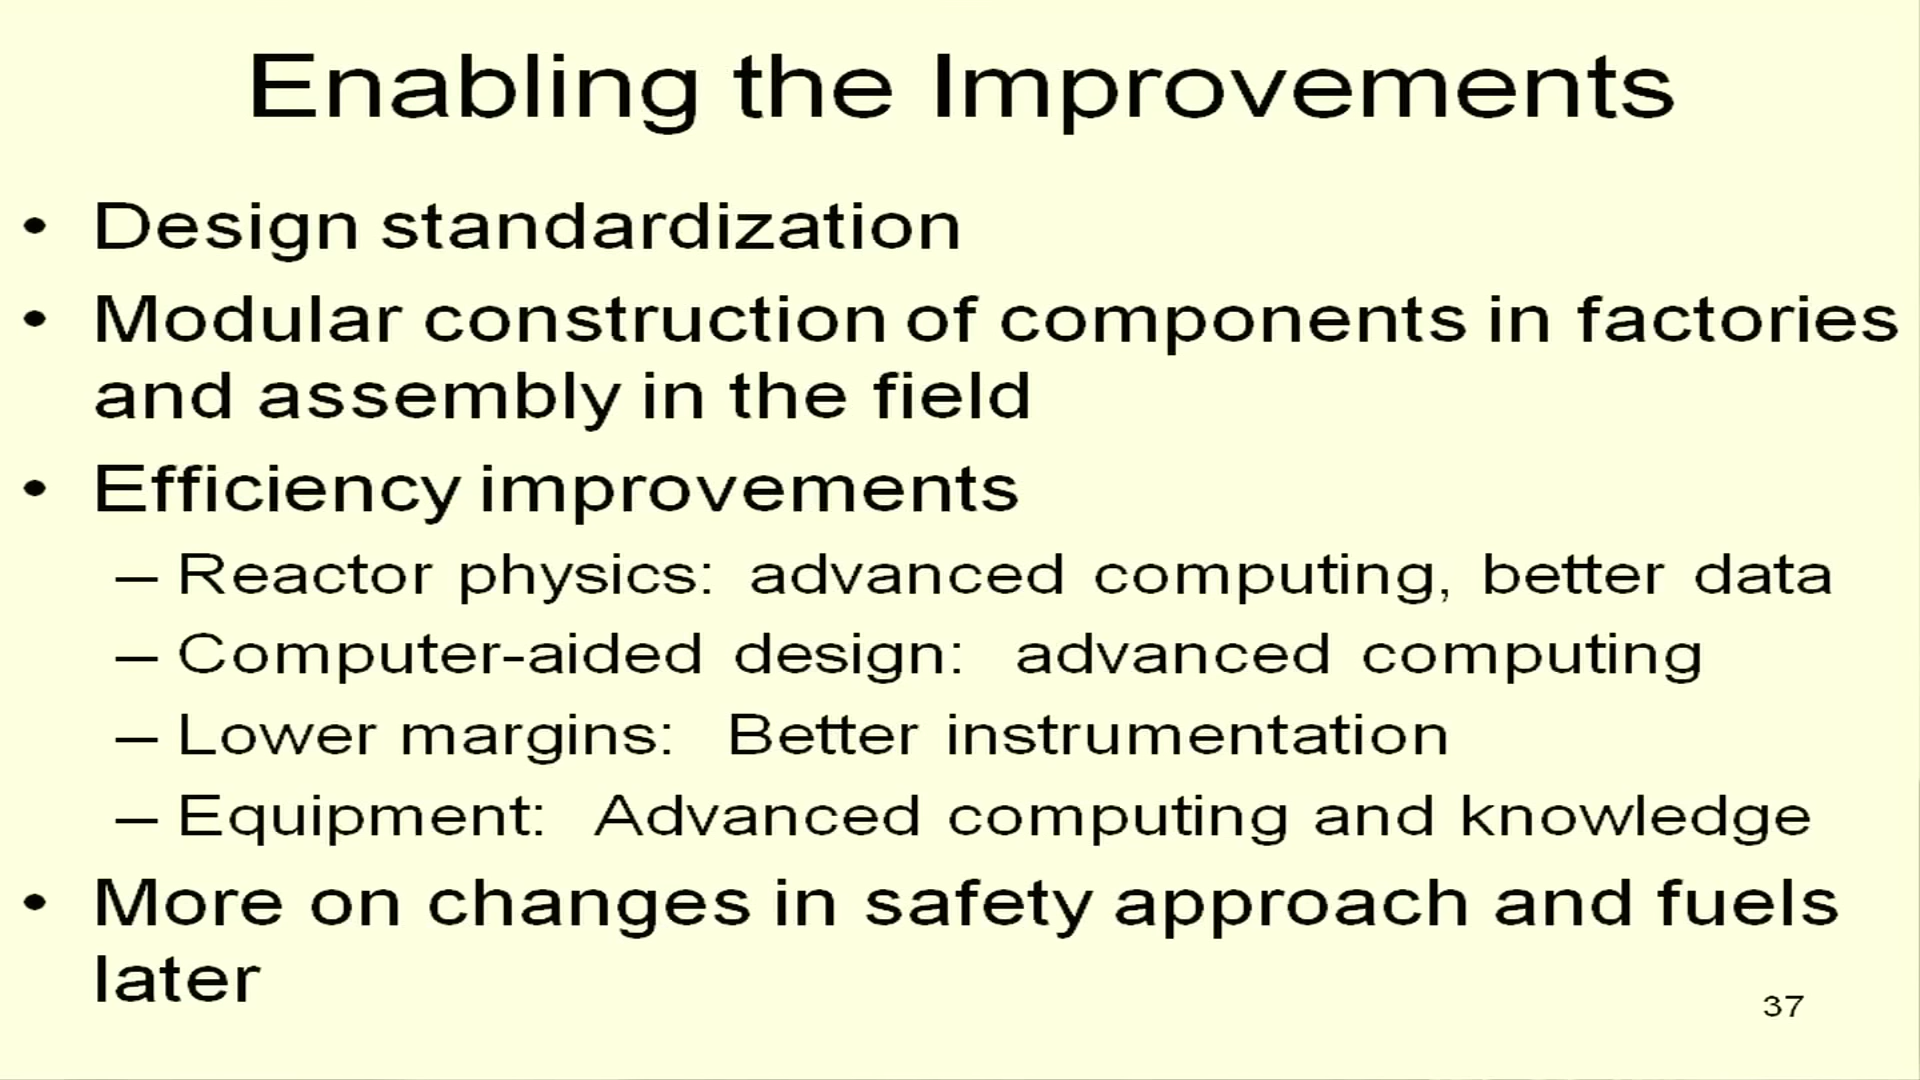 Enabling the Improvements
• Design standardization
• Modular construction of components in factories
and assembly in the field
• Efficiency improvements
– Reactor physics: advanced computing, better data
– Computer-aided design: advanced computing
– Lower margins: Better instrumentation
– Equipment: Advanced computing and knowledge
• More on changes in safety approach and fuels
later
37